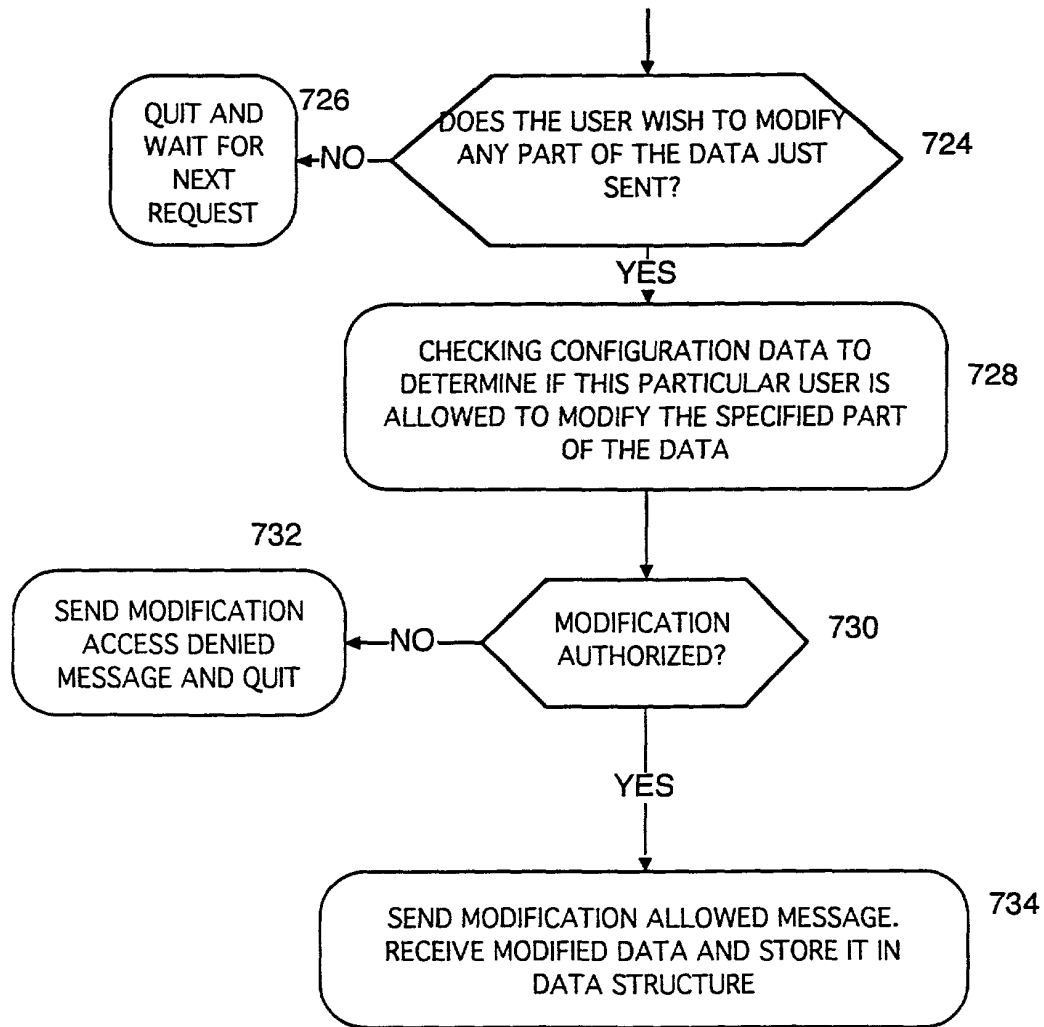 726
QUIT AND
WAIT FOR
NEXT
REQUEST
NO
DOES THE USER WISH TO MODIFY
ANY PART OF THE DATA JUST
SENT?
724
YES
CHECKING CONFIGURATION DATA TO
DETERMINE IF THIS PARTICULAR USER IS
ALLOWED TO MODIFY THE SPECIFIED PART
OF THE DATA
728
732
SEND MODIFICATION
ACCESS DENIED
MESSAGE AND QUIT
NO
MODIFICATION
AUTHORIZED?
730
YES
SEND MODIFICATION ALLOWED MESSAGE.
RECEIVE MODIFIED DATA AND STORE IT IN
DATA STRUCTURE
734